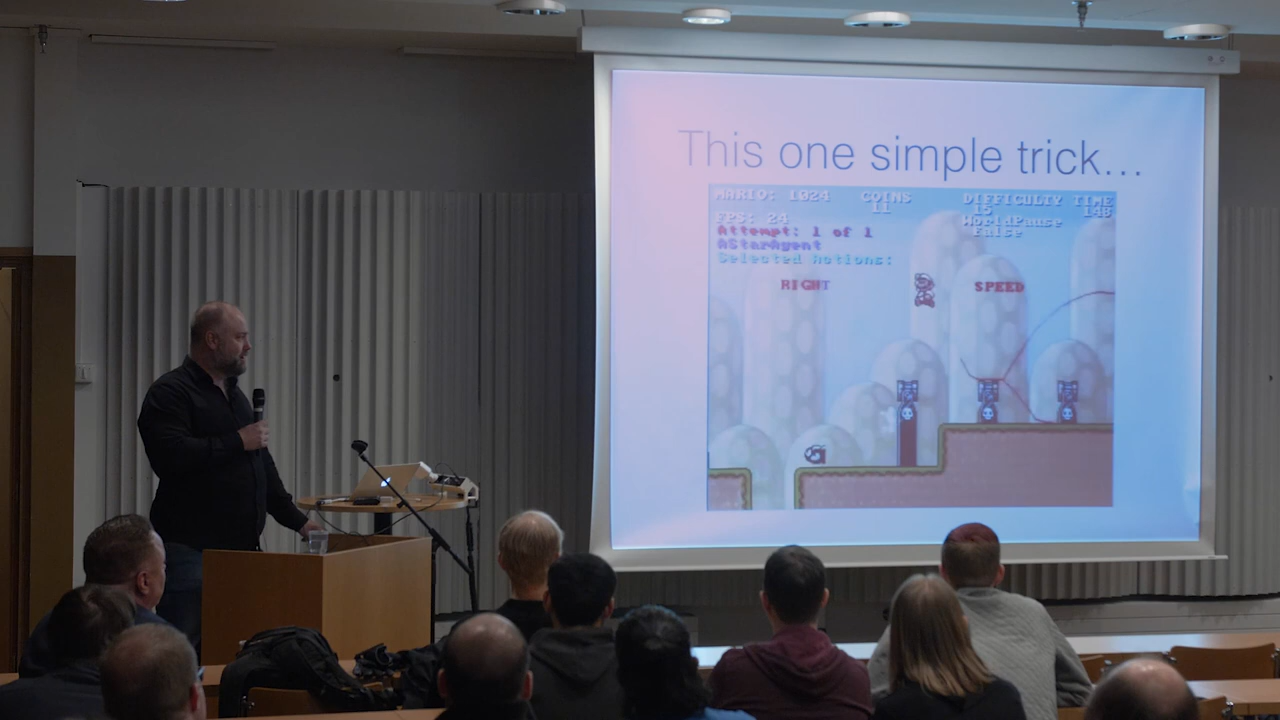 This one simple trick...
MARIO: 1024 COINS DIFFICULTY TIME
11 15 148
FPS: 24 WorldPause
Attempt: 1 of 1 False
AStarAgent
Selected Actions:
RIGHT SPEED